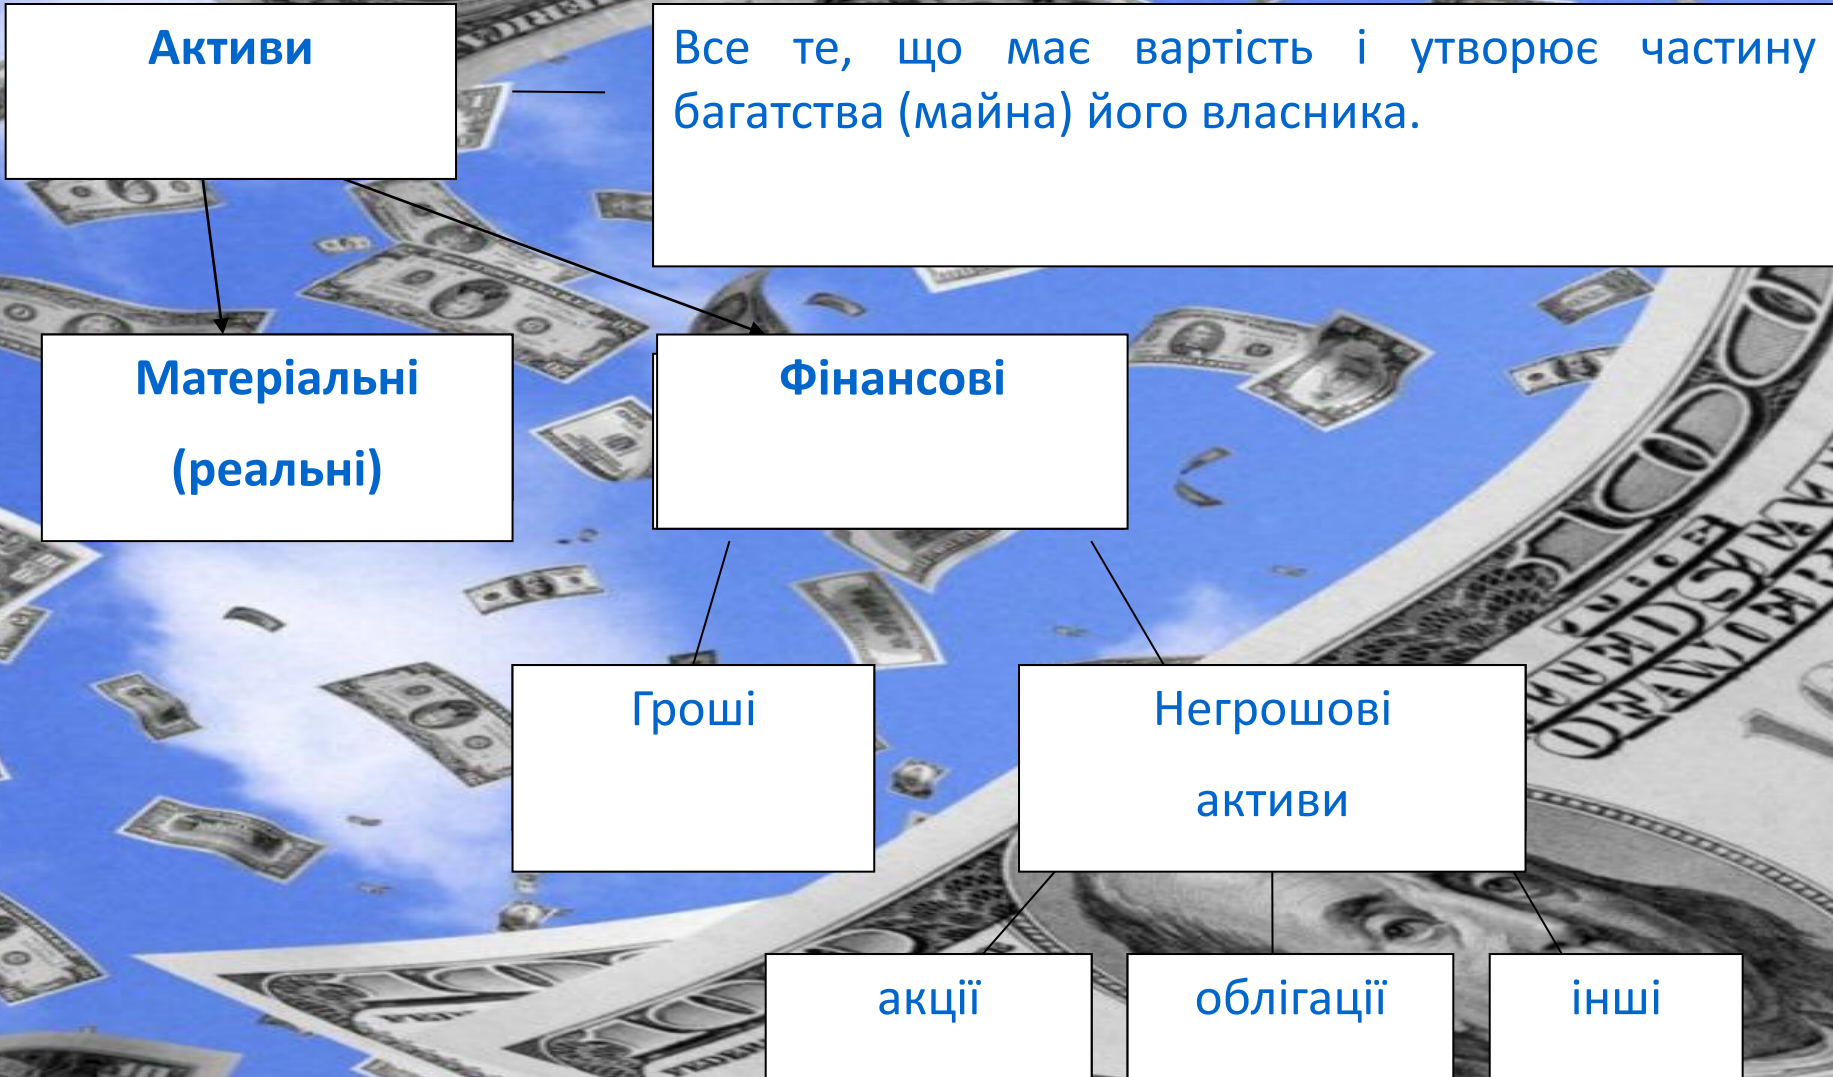 Активи
Все те, що має вартість і утворює частину
багатства (майна) його власника.
Матеріальні
(реальні)
Фінансові
Гроші
Негрошові
активи
акції
облігації
інші